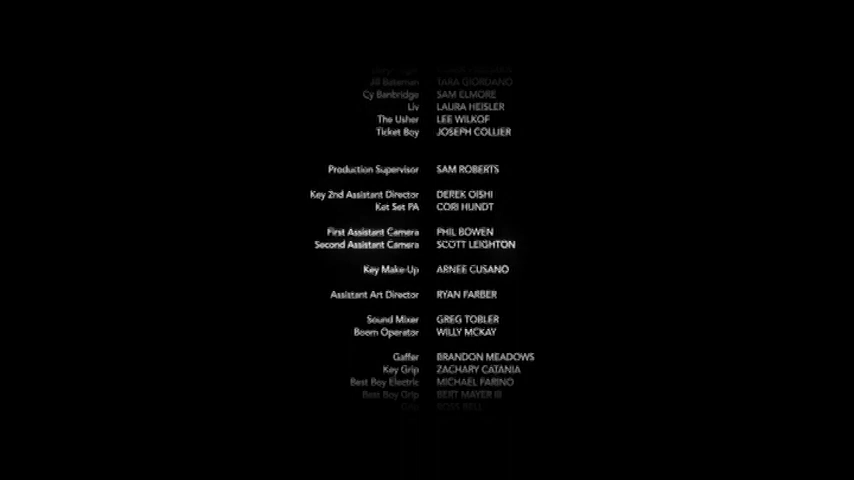 Jill Bateman TARA GIORDANO
Cy Banbridge SAM ELMORE
Liv LAURA HEISLER
The Usher LEE WILKOF
Ticket Boy JOSEPH COLLIER
Production Supervisor SAM ROBERTS
Key 2nd Assistant Director DEREK OISHI
Ket Set PA CORI HUNDT
First Assistant Camera PHIL BOWEN
Second Assistant Camera SCOTT LEIGHTON
Key Make-Up ARNEE CUSANO
Assistant Art Director RYAN FARBER
Sound Mixer GREG TOBLER
Boom Operator WILLY MCKAY
Gaffer BRANDON MEADOWS
Key Grip ZACHARY CATANIA
Best Boy Electric MICHAEL FARINO
Best Boy Grip BERT MAYER III
Grip ROSS BELL